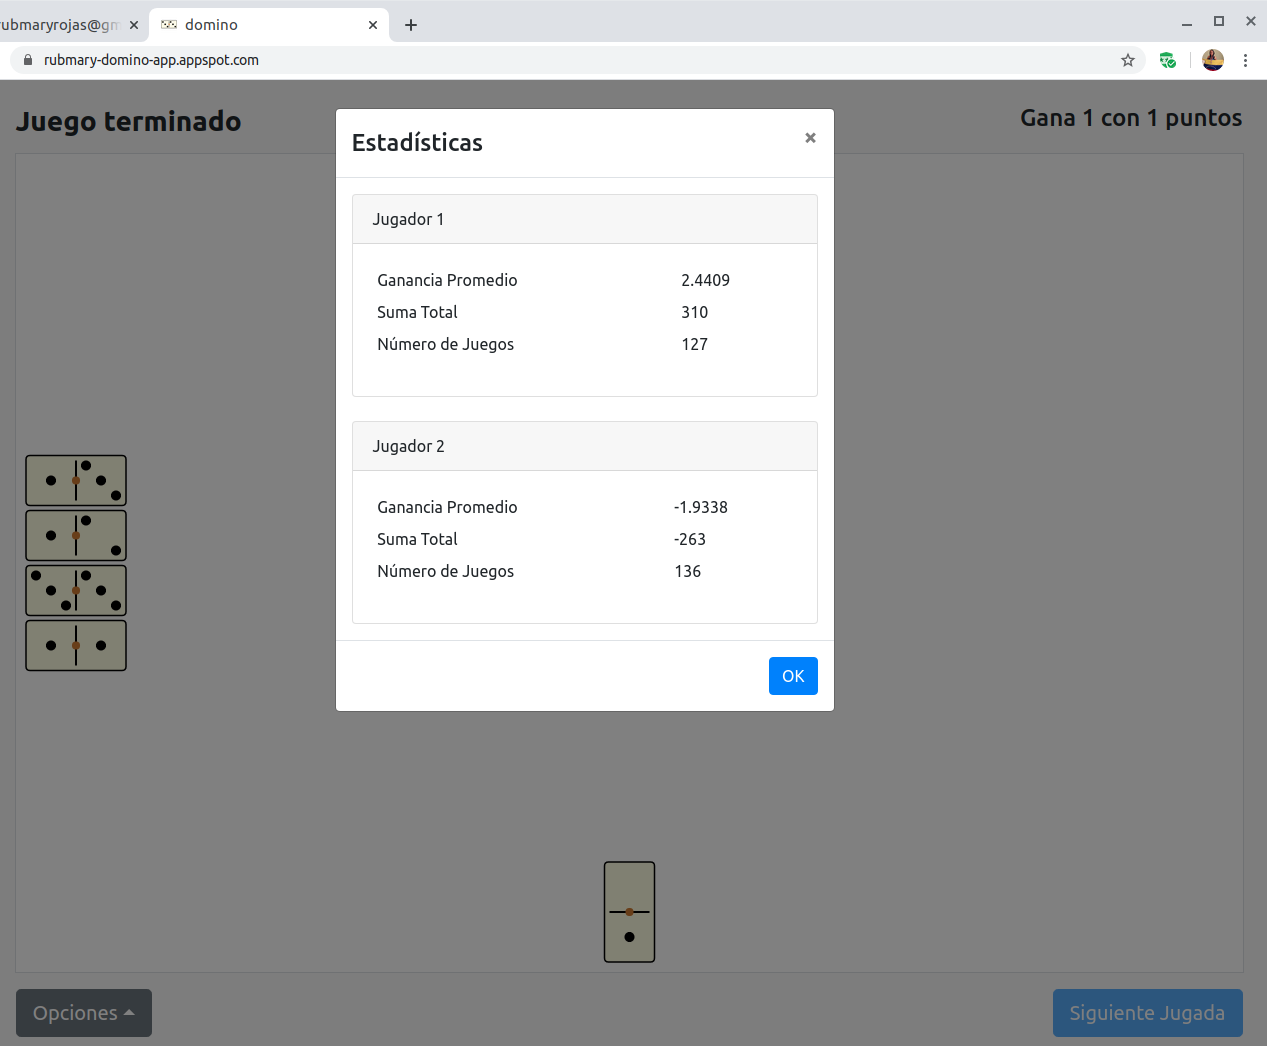 rubmaryrojas@gm
domino
rubmary-domino-app.appspot.com
Juego terminado
Gana 1 con 1 puntos
Estadísticas
Jugador 1
Ganancia Promedio 2.4409
Suma Total 310
Número de Juegos 127
Jugador 2
Ganancia Promedio -1.9338
Suma Total -263
Número de Juegos 136
OK
Opciones
Siguiente Jugada